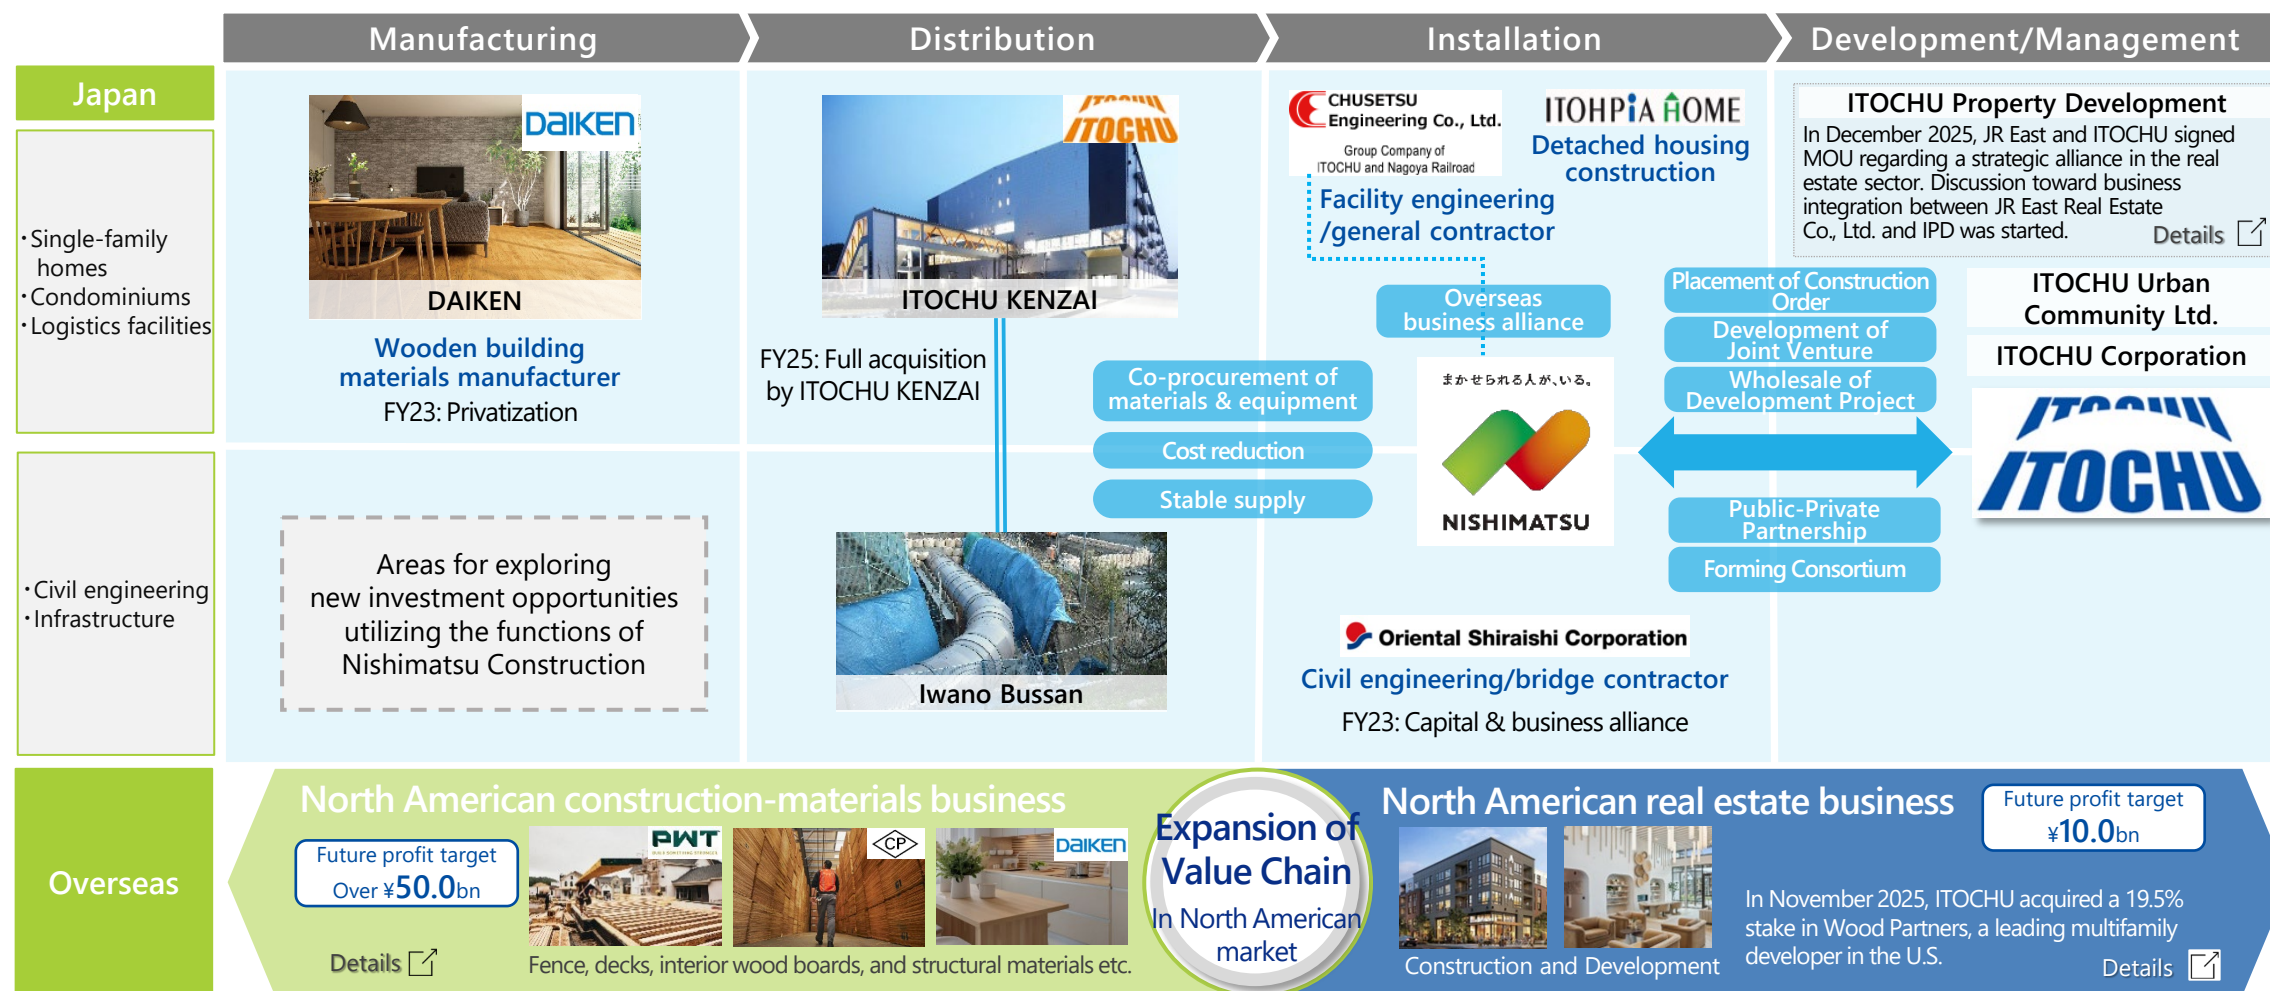 Manufacturing
Distribution
Installation
Development/Management
Japan
・Single-family
homes
・Condominiums
・Logistics facilities
DAIKEN
DAIKEN
Wooden building
materials manufacturer
FY23: Privatization
ITOCHU
ITOCHU KENZAI
FY25: Full acquisition
by ITOCHU KENZAI
CHUSETSU
Engineering Co., Ltd.
Group Company of
ITOCHU and Nagoya Railroad
Facility engineering
/general contractor
ITOHPiA HOME
Detached housing
construction
Overseas
business alliance
Co-procurement of
materials & equipment
Cost reduction
Stable supply
まかせられる人が、いる。
NISHIMATSU
ITOCHU Property Development
In December 2025, JR East and ITOCHU signed
MOU regarding a strategic alliance in the real
estate sector. Discussion toward business
integration between JR East Real Estate
Co., Ltd. and IPD was started.
Details
Placement of Construction
Order
Development of
Joint Venture
Wholesale of
Development Project
Public-Private
Partnership
Forming Consortium
ITOCHU Urban
Community Ltd.
ITOCHU Corporation
ITOCHU
・Civil engineering
・Infrastructure
Areas for exploring
new investment opportunities
utilizing the functions of
Nishimatsu Construction
Iwano Bussan
Oriental Shiraishi Corporation
Civil engineering/bridge contractor
FY23: Capital & business alliance
Overseas
North American construction-materials business
Future profit target
Over ¥50.0bn
Details
PWT
CP
DAIKEN
Fence, decks, interior wood boards, and structural materials etc.
Expansion of
Value Chain
In North American
market
North American real estate business
Future profit target
¥10.0bn
Construction and Development
In November 2025, ITOCHU acquired a 19.5%
stake in Wood Partners, a leading multifamily
developer in the U.S.
Details